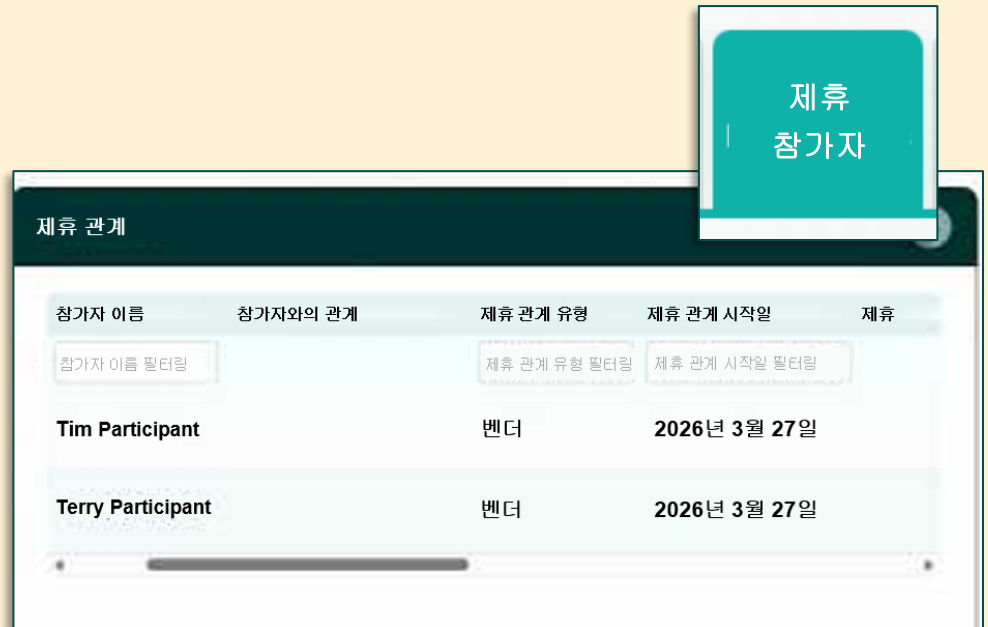 제휴
참가자
제휴 관계
참가자 이름 참가자와의 관계 제휴 관계 유형 제휴 관계 시작일 제휴
참가자 이름 필터링 제휴 관계 유형 필터링 제휴 관계 시작일 필터링
Tim Participant 벤더 2026년 3월 27일
Terry Participant 벤더 2026년 3월 27일